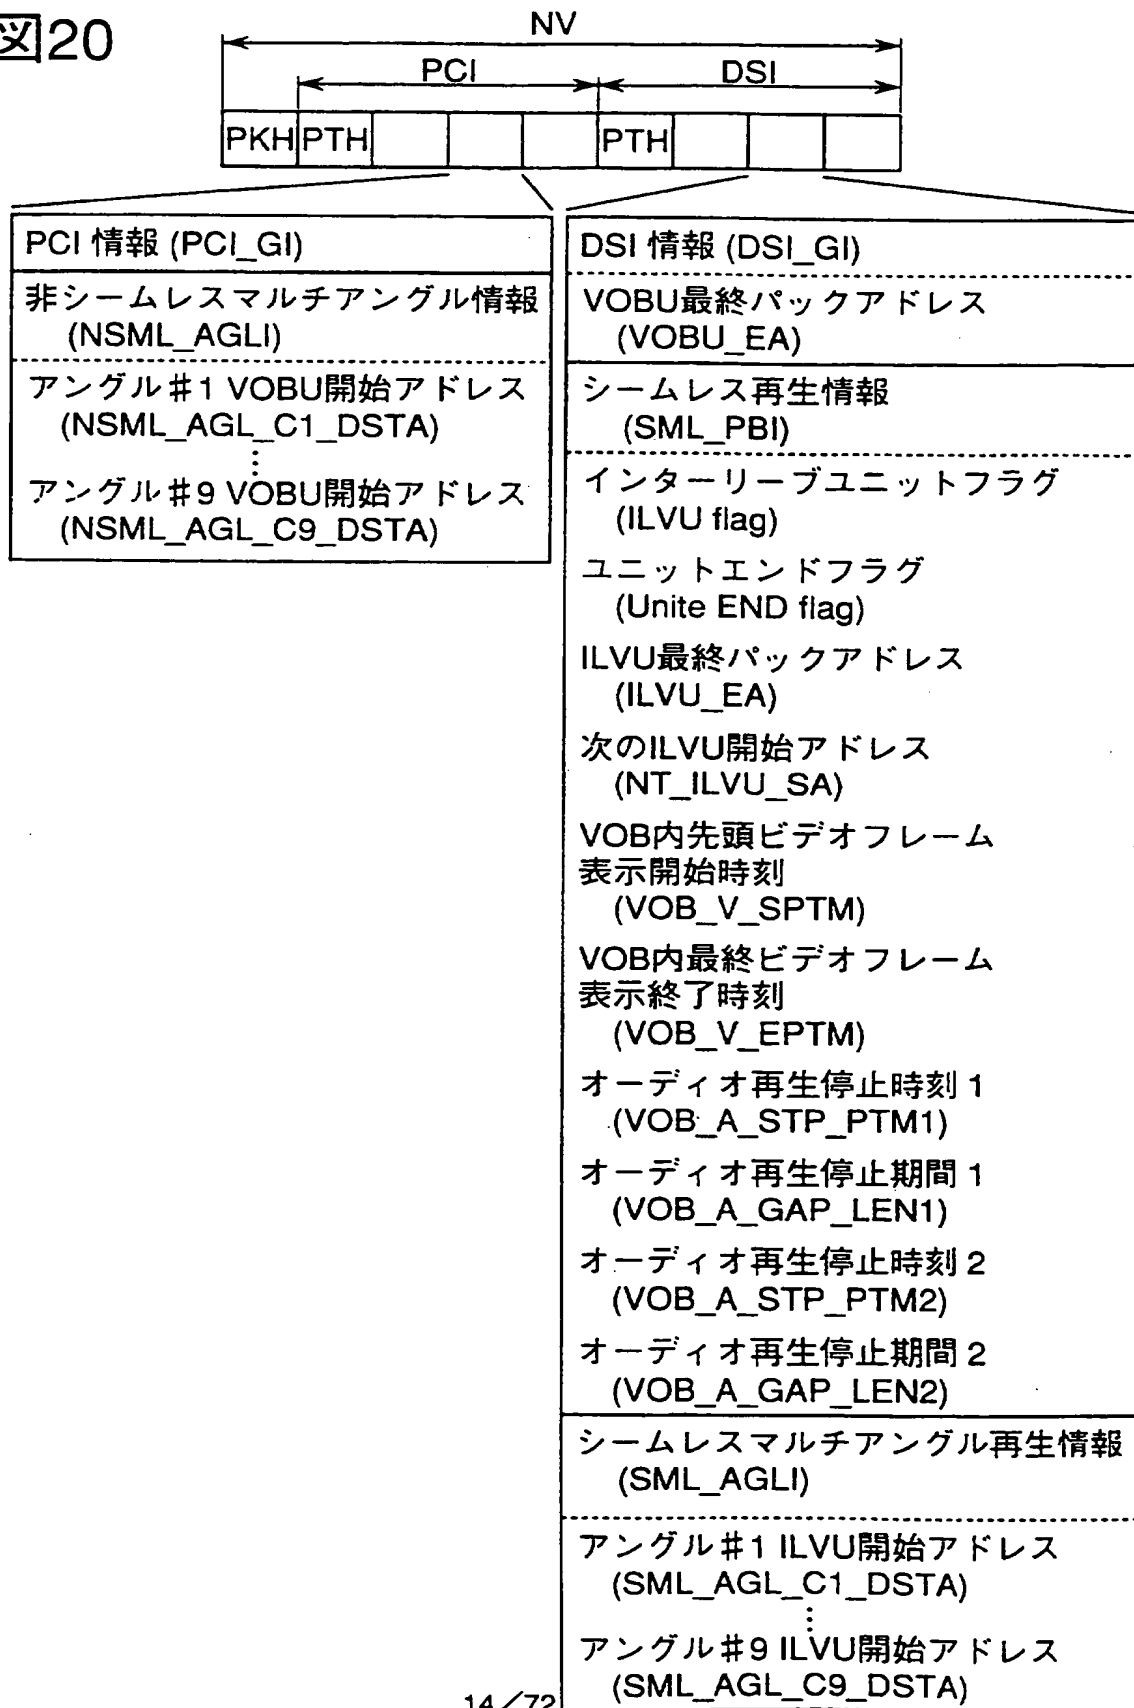 図20
NV
PCI
DSI
PKH PTH PTH
PCI 情報 (PCI_GI)
非シームレスマルチアングル情報
(NSML_AGLI)
アングル#1 VOBU開始アドレス
(NSML_AGL_C1_DSTA)
アングル#9 VOBU開始アドレス
(NSML_AGL_C9_DSTA)
DSI 情報 (DSI_GI)
VOBU最終パックアドレス
(VOBU_EA)
シームレス再生情報
(SML_PBI)
インターリーブユニットフラグ
(ILVU flag)
ユニットエンドフラグ
(Unite END flag)
ILVU最終パックアドレス
(ILVU_EA)
次のILVU開始アドレス
(NT_ILVU_SA)
VOB内先頭ビデオフレーム
表示開始時刻
(VOB_V_SPTM)
VOB内最終ビデオフレーム
表示終了時刻
(VOB_V_EPTM)
オーディオ再生停止時刻 1
(VOB_A_STP_PTM1)
オーディオ再生停止期間 1
(VOB_A_GAP_LEN1)
オーディオ再生停止時刻 2
(VOB_A_STP_PTM2)
オーディオ再生停止期間 2
(VOB_A_GAP_LEN2)
シームレスマルチアングル再生情報
(SML_AGLI)
アングル#1 ILVU開始アドレス
(SML_AGL_C1_DSTA)
アングル#9 ILVU開始アドレス
(SML_AGL_C9_DSTA)
14/72